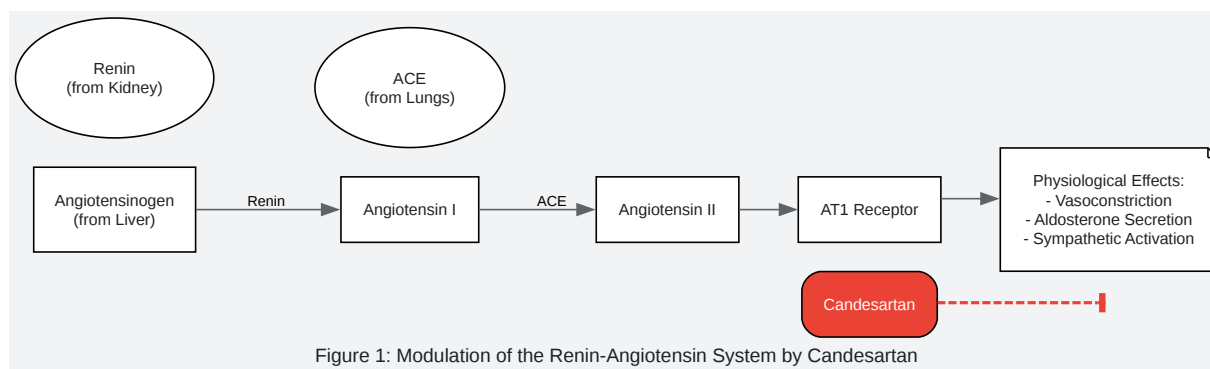 Renin
(from Kidney)
ACE
(from Lungs)
Angiotensinogen
(from Liver)
Renin
Angiotensin I
ACE
Angiotensin II
AT1 Receptor
Physiological Effects:
- Vasoconstriction
- Aldosterone Secretion
- Sympathetic Activation
Candesartan
Figure 1: Modulation of the Renin-Angiotensin System by Candesartan